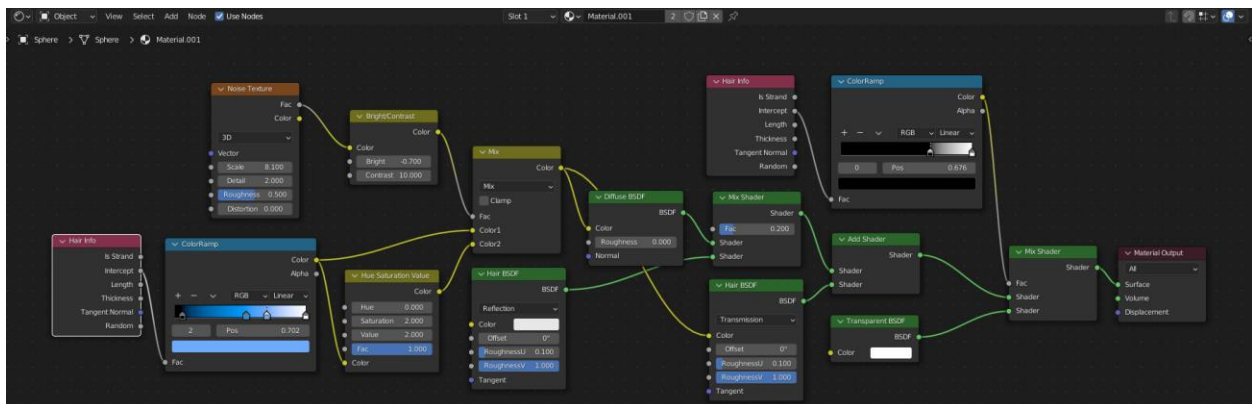 Object View Select Add Node Use Nodes Slot 1 Material.001 2
Sphere > Sphere > Material.001
Noise Texture
Fac
Color
3D
Vector
Scale 8.100
Detail 2.000
Roughness 0.500
Distortion 0.000
Bright/Contrast
Color
Color
Bright -0.700
Contrast 10.000
Mix
Color
Mix
Clamp
Fac
Color1
Color2
Hair Info
Is Strand
Intercept
Length
Thickness
Tangent Normal
Random
ColorRamp
Color
Alpha
+ − RGB Linear
0 Pos 0.676
Fac
Diffuse BSDF
BSDF
Color
Roughness 0.000
Normal
Mix Shader
Shader
Fac 0.200
Shader
Shader
Hair Info
Is Strand
Intercept
Length
Thickness
Tangent Normal
Random
ColorRamp
Color
Alpha
+ − RGB Linear
2 Pos 0.702
Fac
Hue Saturation Value
Color
Hue 0.000
Saturation 2.000
Value 2.000
Fac 1.000
Color
Hair BSDF
BSDF
Reflection
Color
Offset 0°
RoughnessU 0.100
RoughnessV 1.000
Tangent
Hair BSDF
BSDF
Transmission
Color
Offset 0°
RoughnessU 0.100
RoughnessV 1.000
Tangent
Add Shader
Shader
Shader
Shader
Transparent BSDF
BSDF
Color
Mix Shader
Shader
Fac
Shader
Shader
Material Output
All
Surface
Volume
Displacement